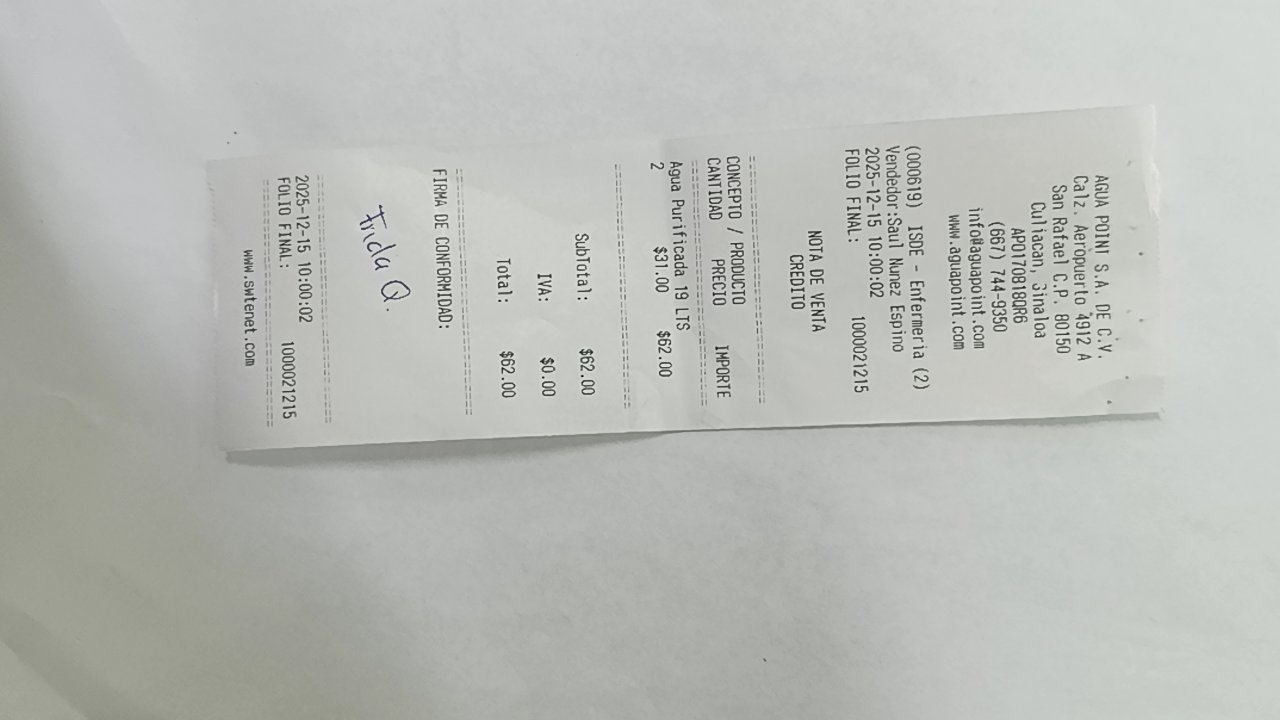 AGUA POINT S.A. DE C.V.
Calz. Aeropuerto 4912 A
San Rafael C.P. 80150
Culiacan, Sinaloa
APO170818QR6
(667) 744-9350
info@aguapoint.com
www.aguapoint.com
(000619) ISDE - Enfermeria (2)
Vendedor:Saul Nunez Espino
2025-12-15 10:00:02
FOLIO FINAL: 1000021215
NOTA DE VENTA
CREDITO
CONCEPTO / PRODUCTO
CANTIDAD PRECIO IMPORTE
Agua Purificada 19 LTS
2 $31.00 $62.00
SubTotal: $62.00
IVA: $0.00
Total: $62.00
FIRMA DE CONFORMIDAD:
Frida Q.
2025-12-15 10:00:02
FOLIO FINAL: 1000021215
www.swtenet.com